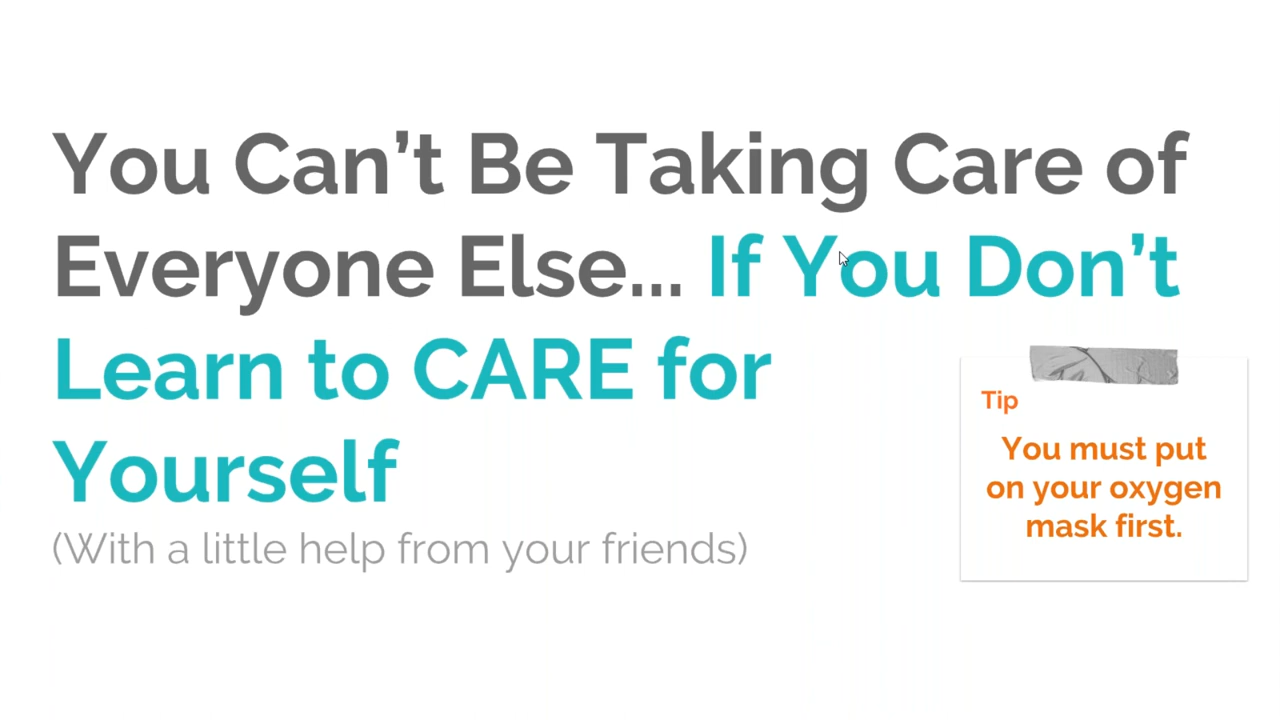 You Can’t Be Taking Care of
Everyone Else... If You Don’t
Learn to CARE for
Yourself
(With a little help from your friends)
Tip
You must put
on your oxygen
mask first.